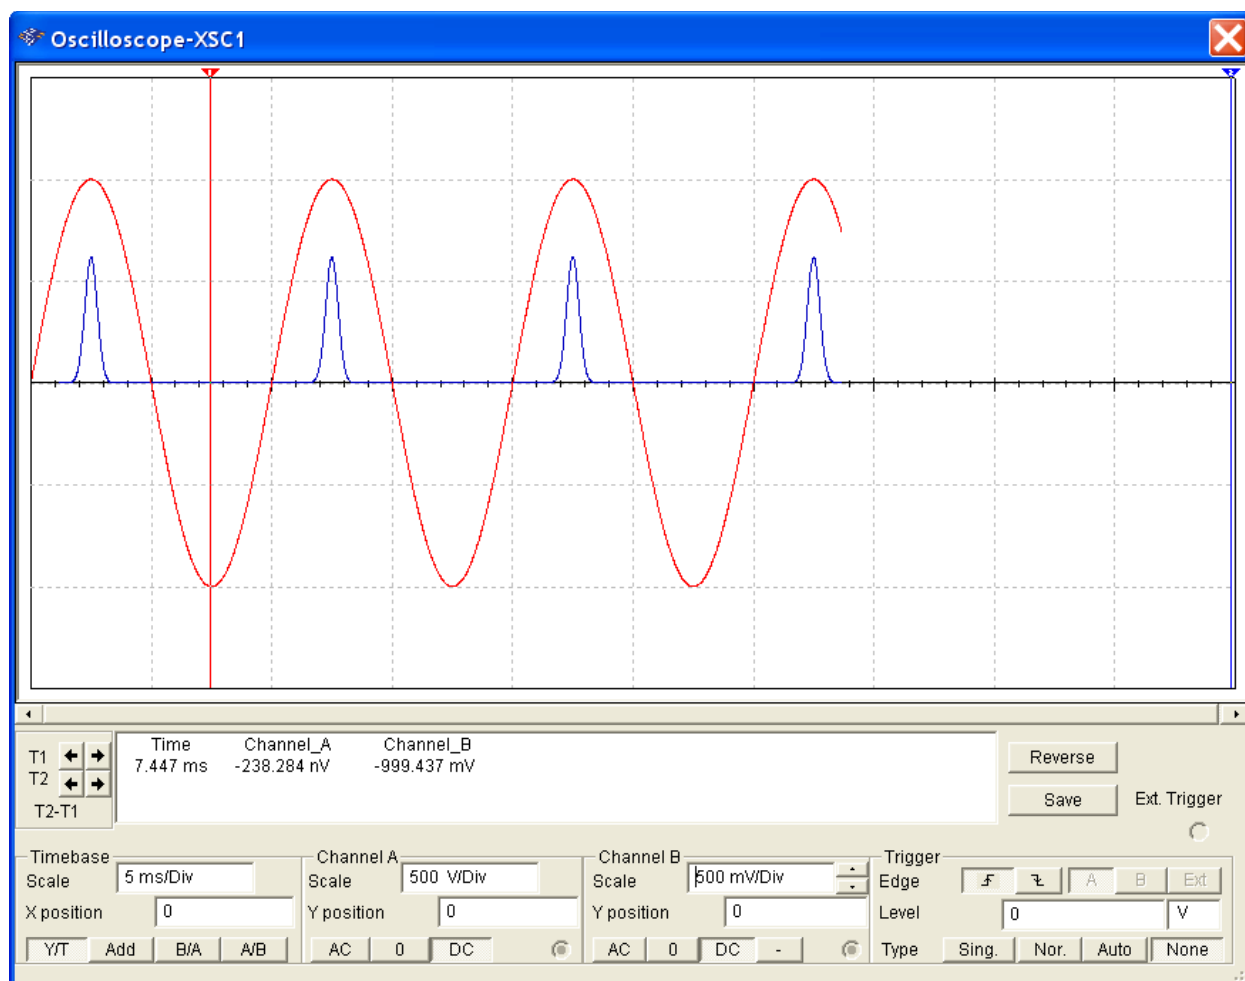 Oscilloscope-XSC1
1
2
T1
T2
T2-T1
Time Channel_A Channel_B
7.447 ms -238.284 nV -999.437 mV
Reverse
Save
Ext. Trigger
Timebase
Scale 5 ms/Div
X position 0
Y/T Add B/A A/B
Channel A
Scale 500 V/Div
Y position 0
AC 0 DC
Channel B
Scale 500 mV/Div
Y position 0
AC 0 DC -
Trigger
Edge A B Ext
Level 0 V
Type Sing. Nor. Auto None